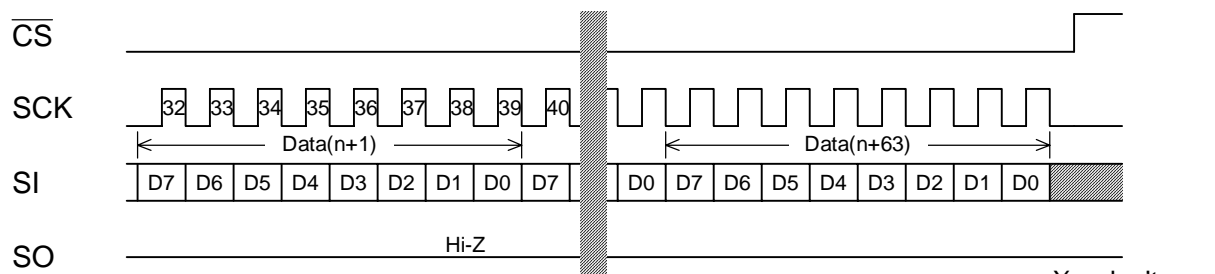 CS
SCK
32 33 34 35 36 37 38 39 40
Data(n+1) Data(n+63)
SI
D7 D6 D5 D4 D3 D2 D1 D0 D7 D0 D7 D6 D5 D4 D3 D2 D1 D0
Hi-Z
SO